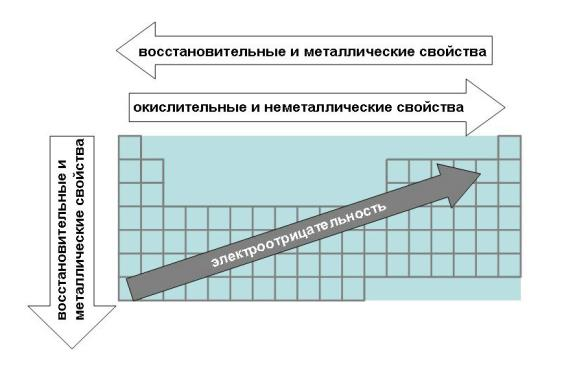 восстановительные и металлические свойства
окислительные и неметаллические свойства
восстановительные и
металлические свойства
электроотрицательность